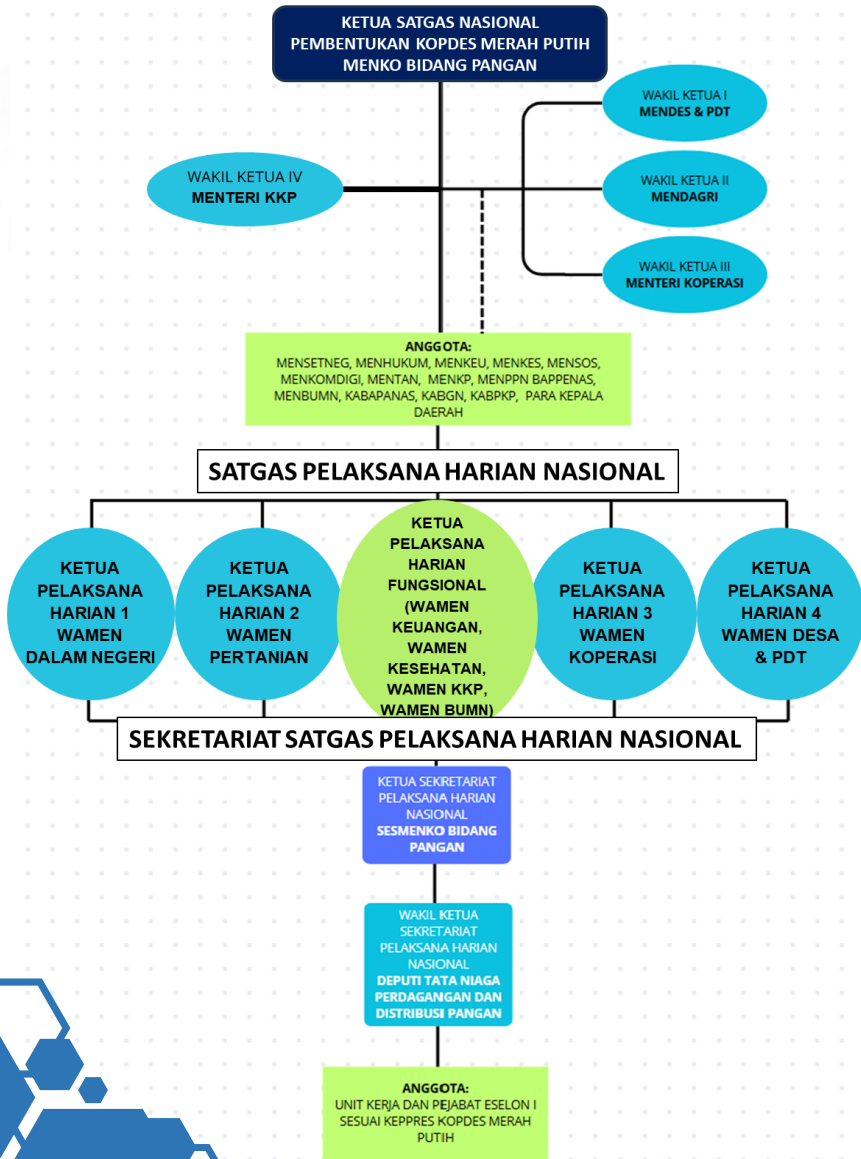 KETUA SATGAS NASIONAL
PEMBENTUKAN KOPDES MERAH PUTIH
MENKO BIDANG PANGAN
WAKIL KETUA I
MENDES & PDT
WAKIL KETUA IV
MENTERI KKP
WAKIL KETUA II
MENDAGRI
WAKIL KETUA III
MENTERI KOPERASI
ANGGOTA:
MENSETNEG, MENHUKUM, MENKEU, MENKES, MENSOS,
MENKOMDIGI, MENTAN, MENKP, MENPPN BAPPENAS,
MENBUMN, KABAPANAS, KABGN, KABPKP, PARA KEPALA
DAERAH
SATGAS PELAKSANA HARIAN NASIONAL
KETUA
PELAKSANA
HARIAN 1
WAMEN
DALAM NEGERI
KETUA
PELAKSANA
HARIAN 2
WAMEN
PERTANIAN
KETUA
PELAKSANA
HARIAN
FUNGSIONAL
(WAMEN
KEUANGAN,
WAMEN
KESEHATAN,
WAMEN KKP,
WAMEN BUMN)
KETUA
PELAKSANA
HARIAN 3
WAMEN
KOPERASI
KETUA
PELAKSANA
HARIAN 4
WAMEN DESA
& PDT
SEKRETARIAT SATGAS PELAKSANA HARIAN NASIONAL
KETUA SEKRETARIAT
PELAKSANA HARIAN
NASIONAL
SESMENKO BIDANG
PANGAN
WAKIL KETUA
SEKRETARIAT
PELAKSANA HARIAN
NASIONAL
DEPUTI TATA NIAGA
PERDAGANGAN DAN
DISTRIBUSI PANGAN
ANGGOTA:
UNIT KERJA DAN PEJABAT ESELON I
SESUAI KEPPRES KOPDES MERAH
PUTIH